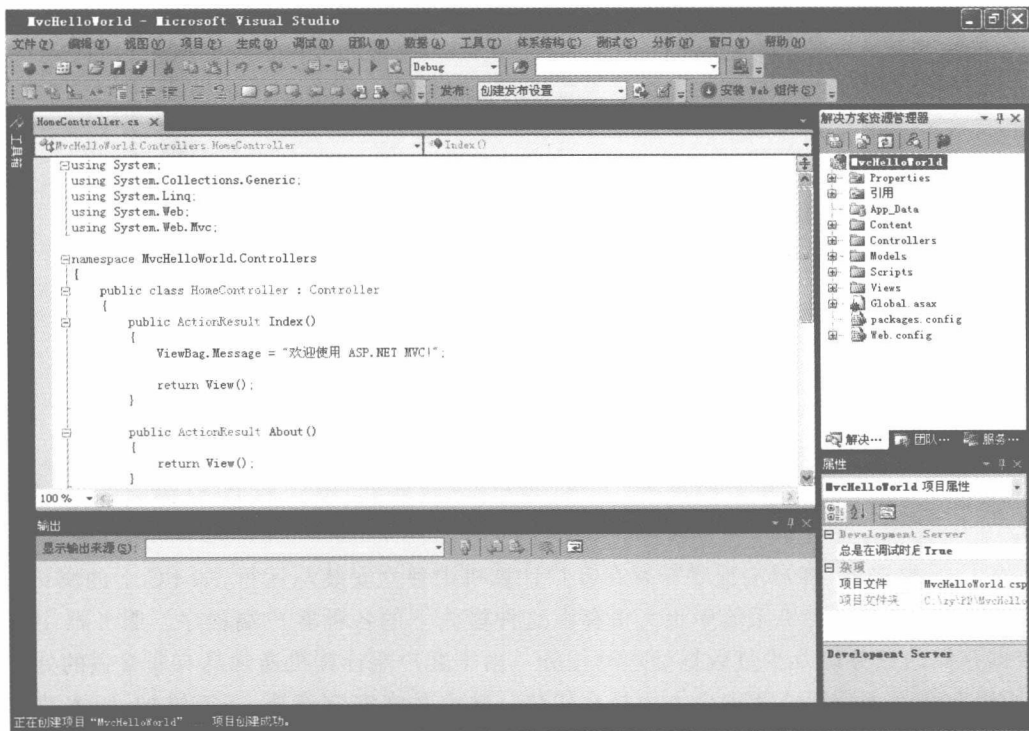 MvcHelloWorld - Microsoft Visual Studio
文件(F) 编辑(E) 视图(V) 项目(P) 生成(B) 调试(D) 团队(M) 数据(A) 工具(T) 体系结构(C) 测试(S) 分析(N) 窗口(W) 帮助(H)
Debug
发布: 创建发布设置 安装 Web 组件(S)
工具箱
HomeController.cs
MvcHelloWorld.Controllers.HomeController Index()
using System;
using System.Collections.Generic;
using System.Linq;
using System.Web;
using System.Web.Mvc;
namespace MvcHelloWorld.Controllers
{
public class HomeController : Controller
{
public ActionResult Index()
{
ViewBag.Message = "欢迎使用 ASP.NET MVC!";
return View();
}
public ActionResult About()
{
return View();
}
100 %
输出
显示输出来源(S):
解决方案资源管理器
MvcHelloWorld
Properties
引用
App_Data
Content
Controllers
Models
Scripts
Views
Global.asax
packages.config
Web.config
解决… 团队… 服务…
属性
MvcHelloWorld 项目属性
Development Server
总是在调试时启 True
杂项
项目文件 MvcHelloWorld.csp
项目文件夹 C:\zy\PP\MvcHello
Development Server
正在创建项目“MvcHelloWorld”... 项目创建成功。